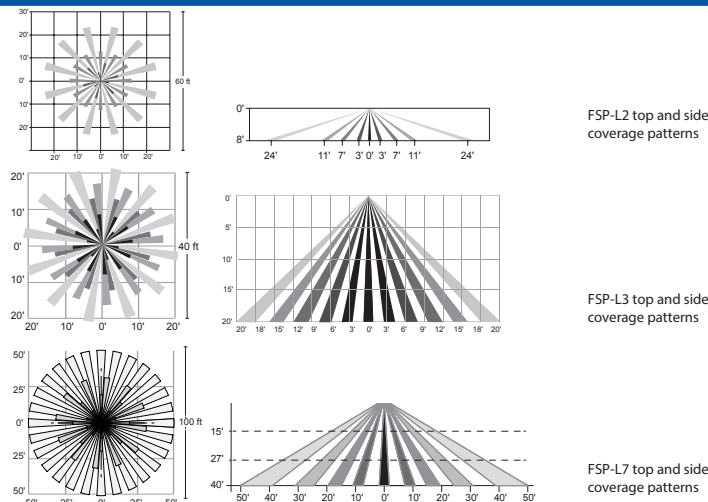 30'
20'
10'
0'
10'
20'
20' 10' 0' 10' 20'
60 ft
0'
8'
24' 11' 7' 3' 0' 3' 7' 11' 24'
FSP-L2 top and side
coverage patterns
20'
10'
0'
10'
20'
20' 10' 0' 10' 20'
40 ft
0'
5'
10'
15'
20'
20' 18' 15' 12' 9' 6' 3' 0' 3' 6' 9' 12' 15' 18' 20'
FSP-L3 top and side
coverage patterns
50'
25'
0'
25'
50'
50' 25' 0' 25' 50'
100 ft
15'
27'
40'
50' 40' 30' 20' 10' 0' 10' 20' 30' 40' 50'
FSP-L7 top and side
coverage patterns